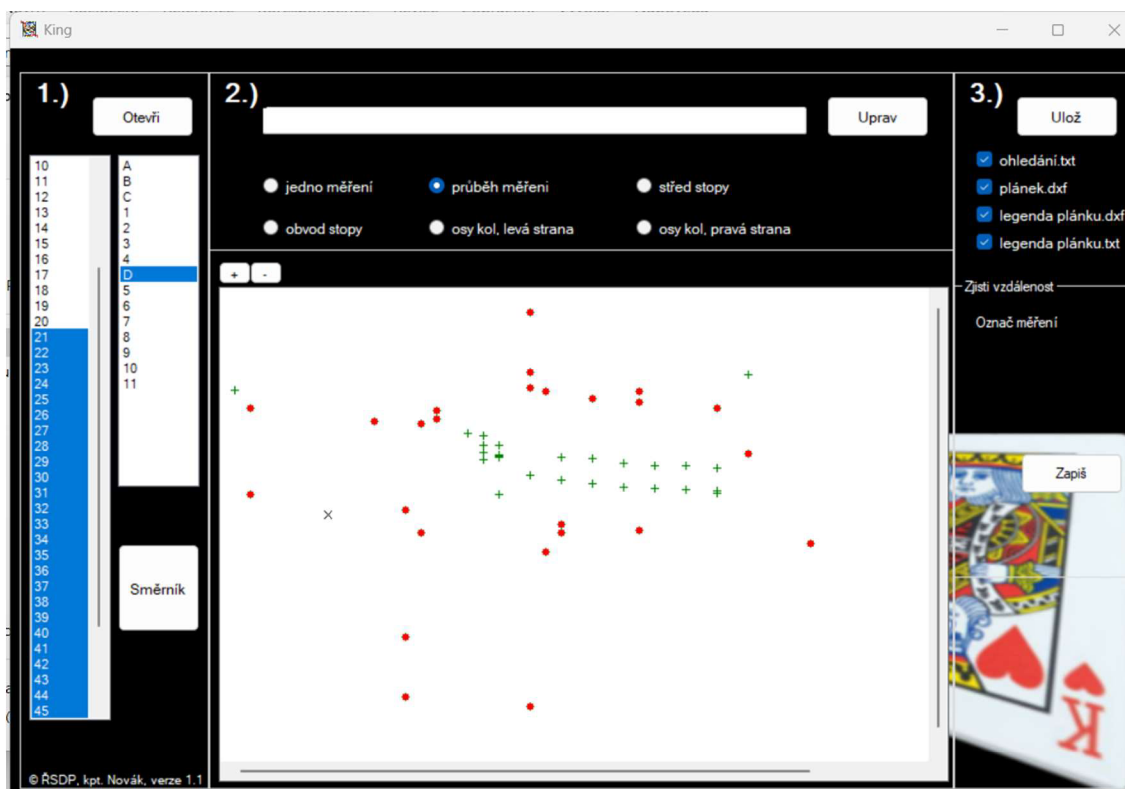 King
1.)
Otevři
10
11
12
13
14
15
16
17
18
19
20
21
22
23
24
25
26
27
28
29
30
31
32
33
34
35
36
37
38
39
40
41
42
43
44
45
A
B
C
1
2
3
4
D
5
6
7
8
9
10
11
Směrník
© ŘSDP, kpt. Novák, verze 1.1
2.)
Uprav
jedno měření
průběh měřeni
střed stopy
obvod stopy
osy kol, levá strana
osy kol, pravá strana
+ -
3.)
Ulož
ohledání.txt
plánek.dxf
legenda plánku.dxf
legenda plánku.txt
Zjisti vzdálenost
Označ měření
Zapiš
K